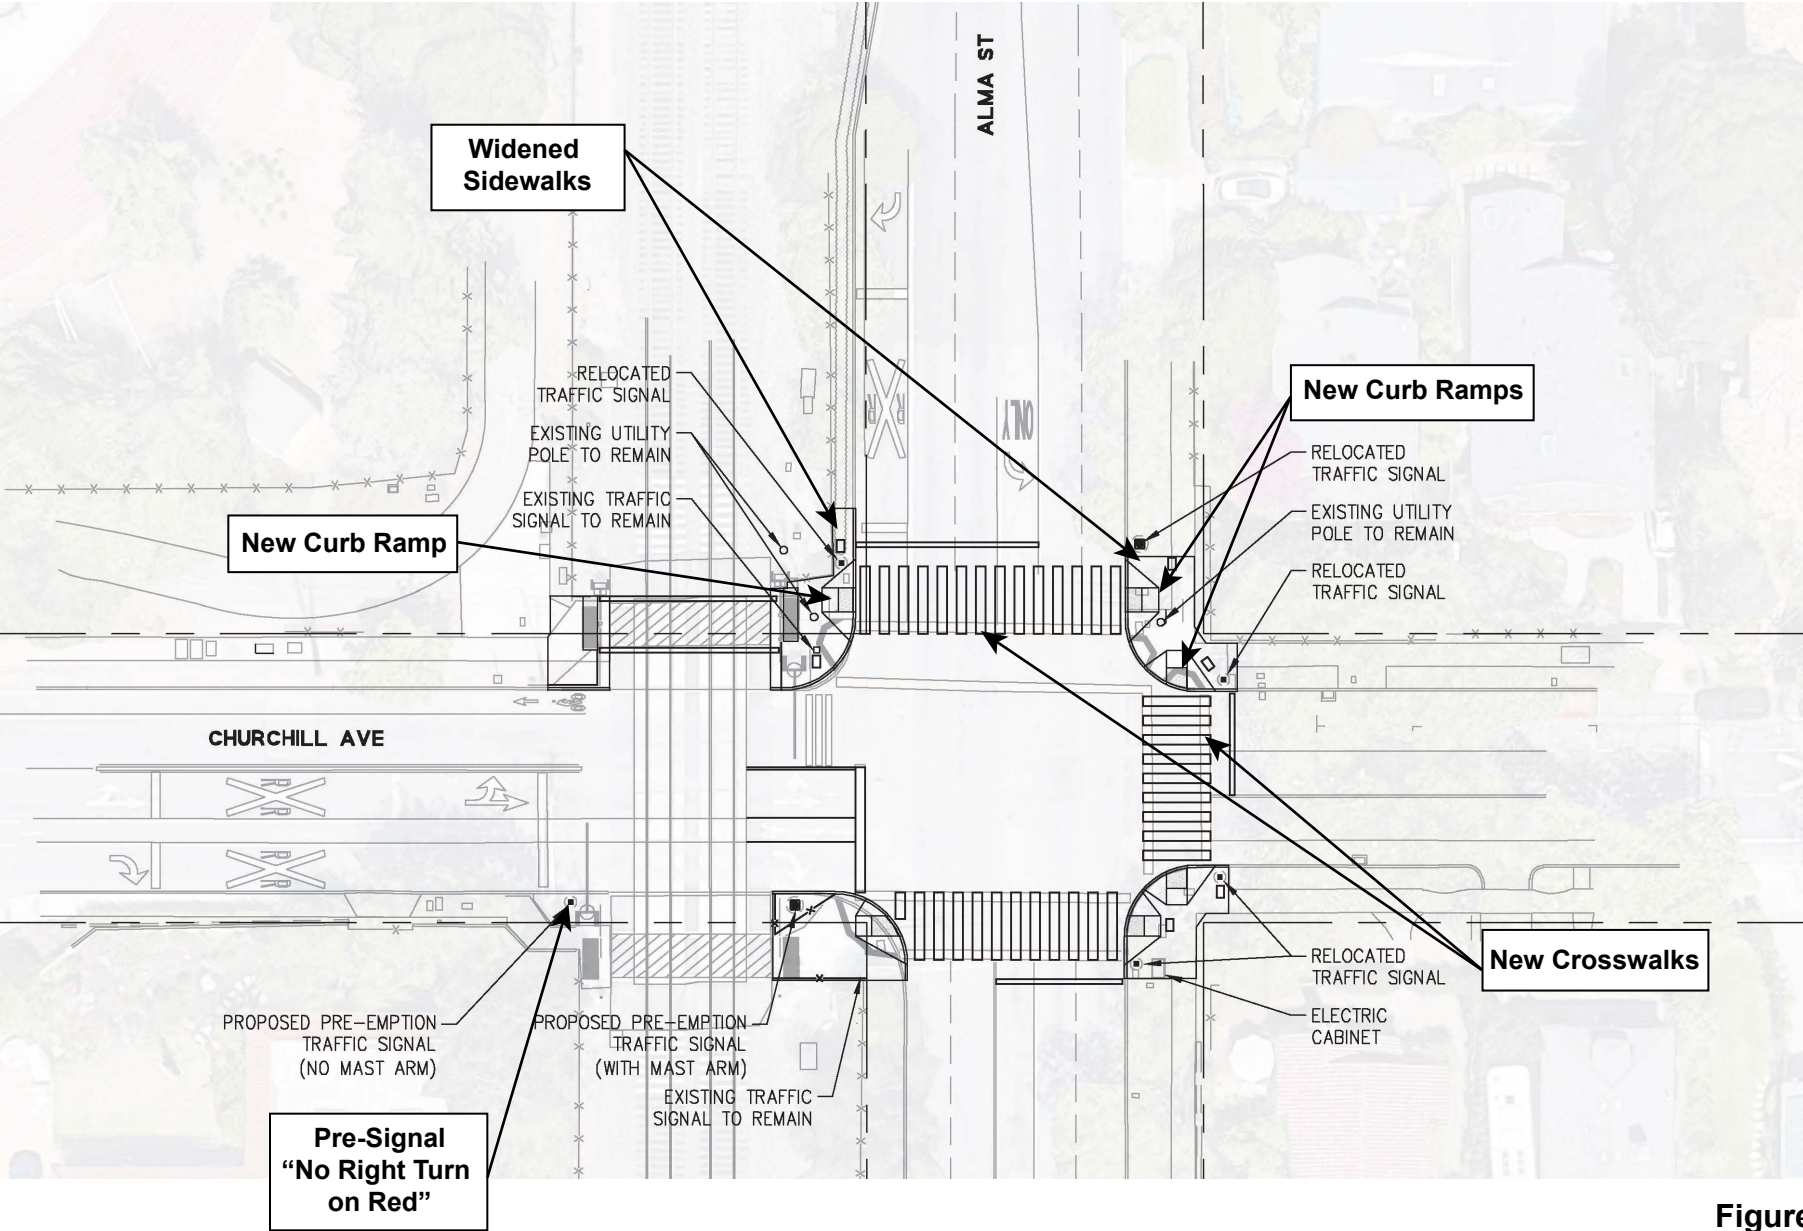 ALMA ST
Widened
Sidewalks
RELOCATED
TRAFFIC SIGNAL
EXISTING UTILITY
POLE TO REMAIN
EXISTING TRAFFIC
SIGNAL TO REMAIN
New Curb Ramp
ONLY
New Curb Ramps
RELOCATED
TRAFFIC SIGNAL
EXISTING UTILITY
POLE TO REMAIN
RELOCATED
TRAFFIC SIGNAL
R R
CHURCHILL AVE
R R
R R
RELOCATED
TRAFFIC SIGNAL
ELECTRIC
CABINET
New Crosswalks
PROPOSED PRE-EMPTION
TRAFFIC SIGNAL
(NO MAST ARM)
PROPOSED PRE-EMPTION
TRAFFIC SIGNAL
(WITH MAST ARM)
EXISTING TRAFFIC
SIGNAL TO REMAIN
Pre-Signal
“No Right Turn
on Red”
Figure